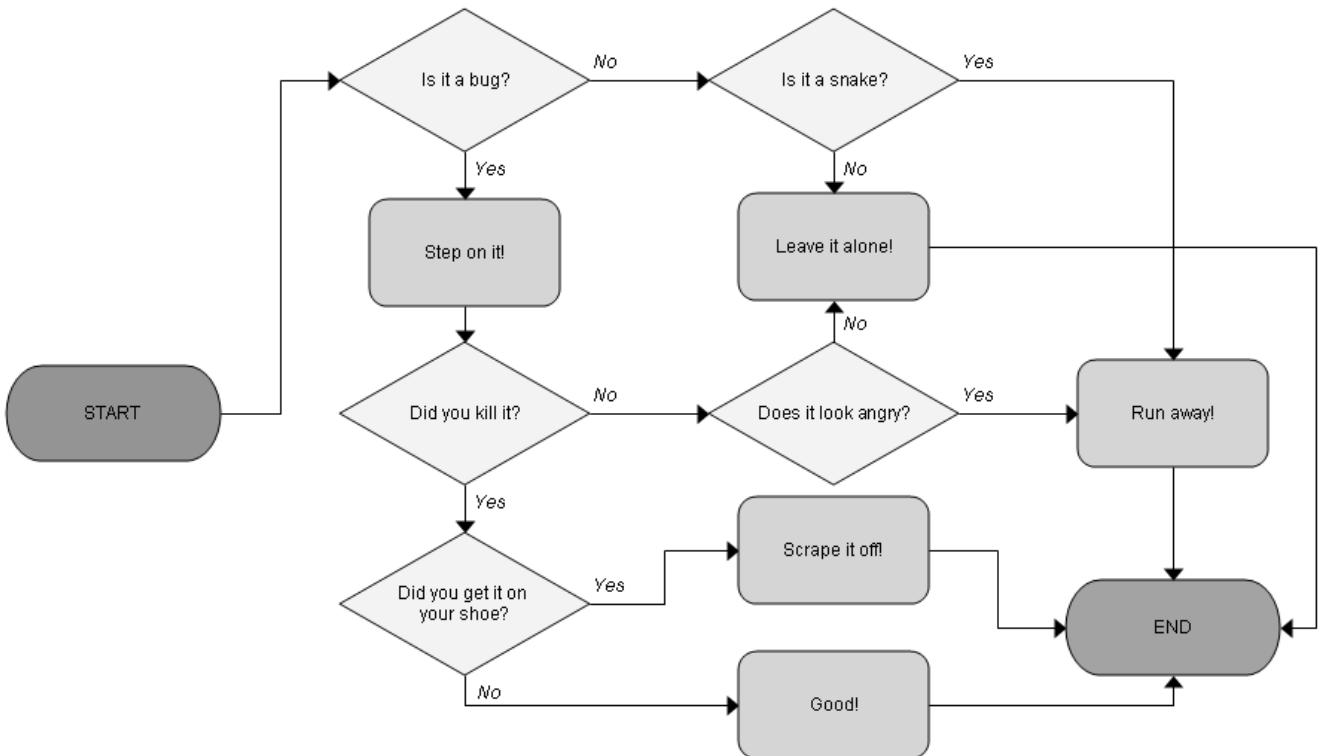 Is it a bug?
No
Is it a snake?
Yes
Yes
No
Step on it!
Leave it alone!
No
START
Did you kill it?
No
Does it look angry?
Yes
Run away!
Yes
Did you get it on
your shoe?
Yes
Scrape it off!
END
No
Good!